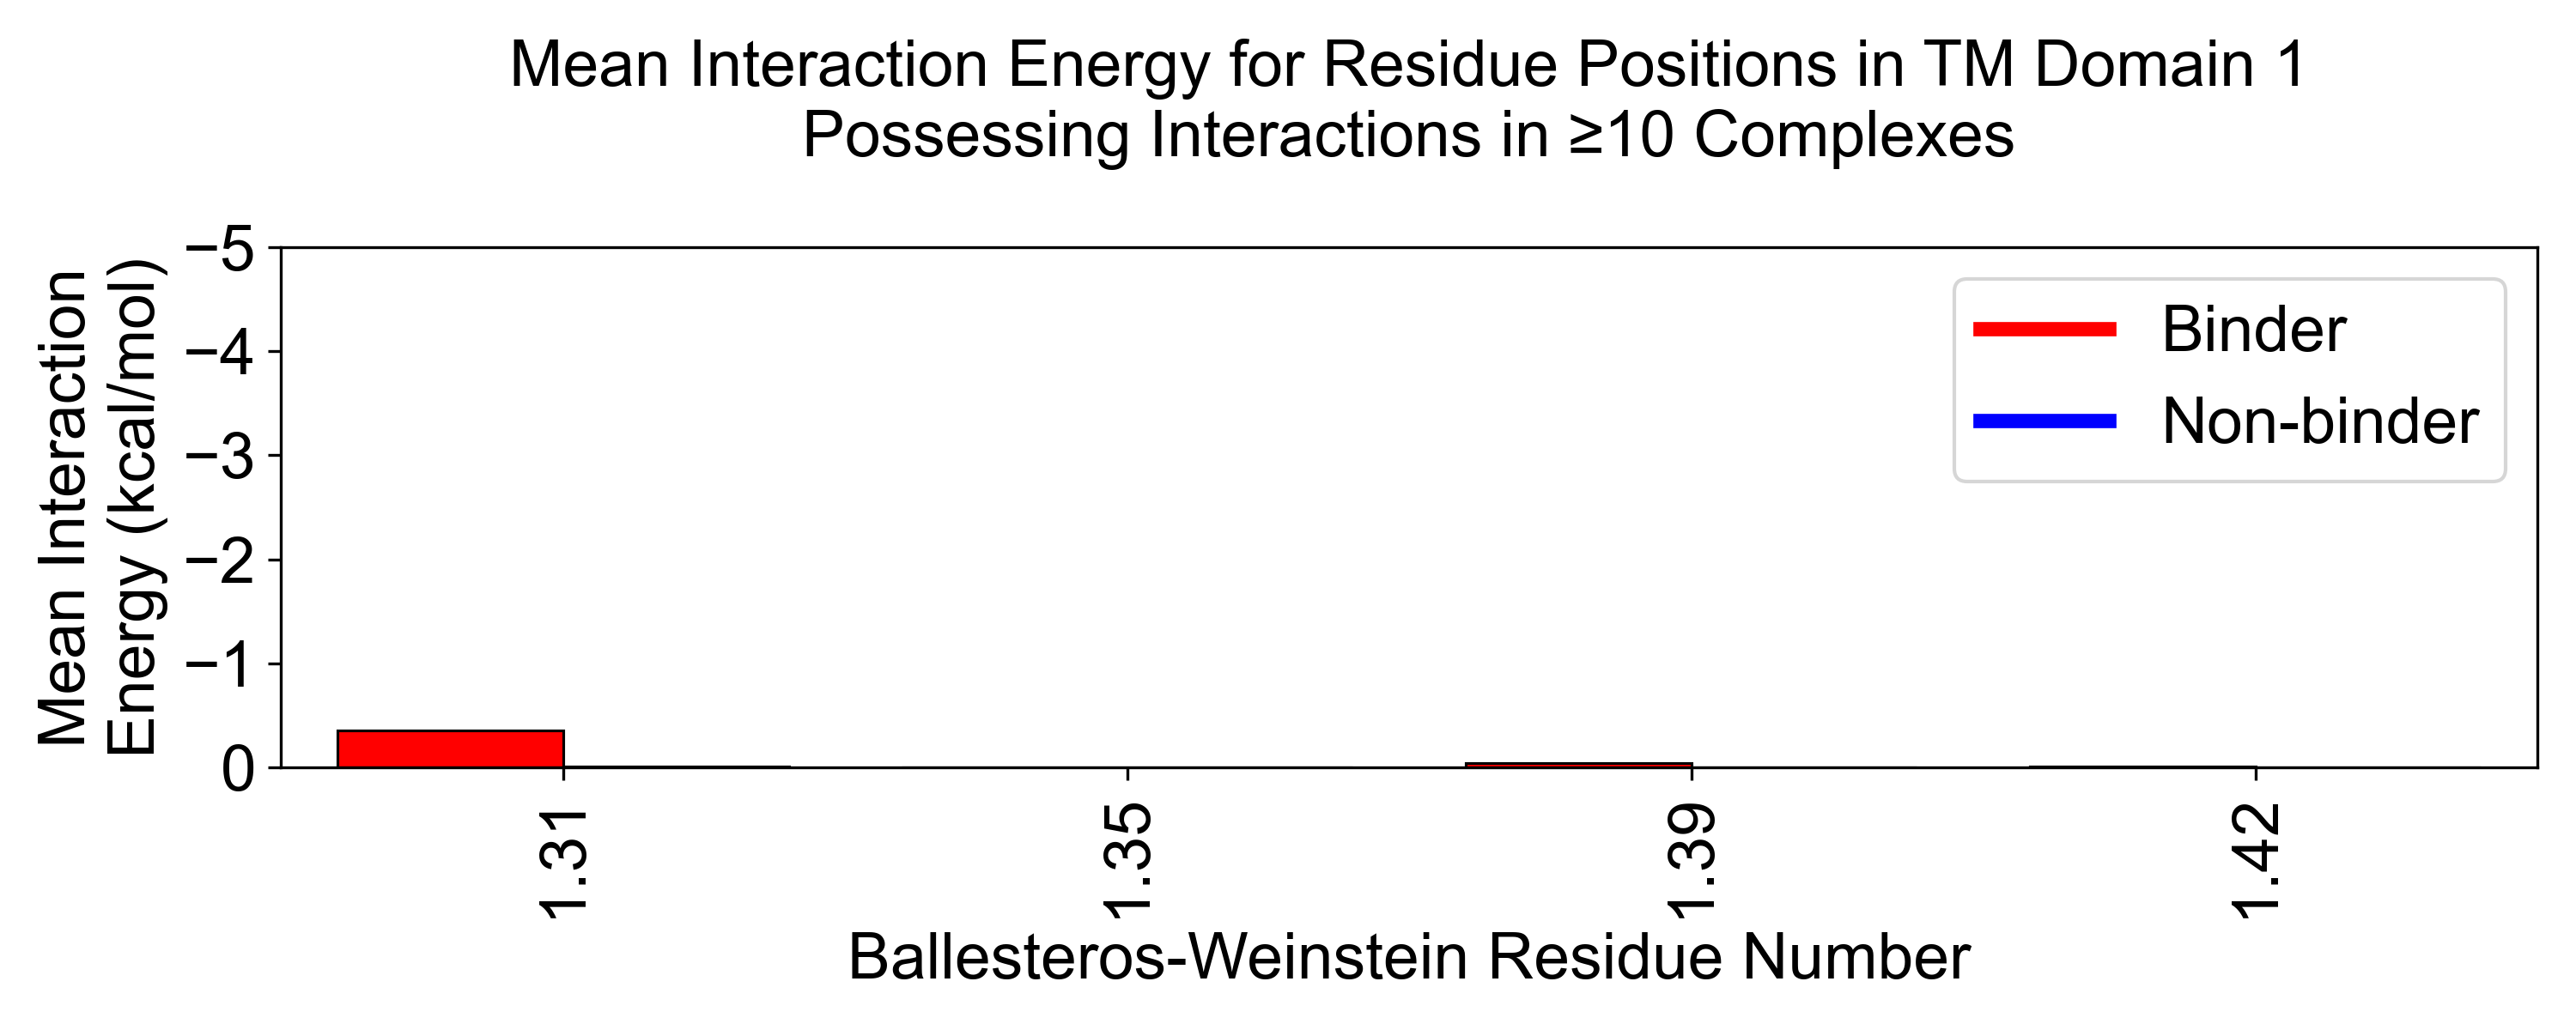 Mean Interaction Energy for Residue Positions in TM Domain 1
Possessing Interactions in ≥10 Complexes
Mean Interaction
Energy (kcal/mol)
−5
−4
−3
−2
−1
0
Binder
Non-binder
1.31
1.35
1.39
1.42
Ballesteros-Weinstein Residue Number